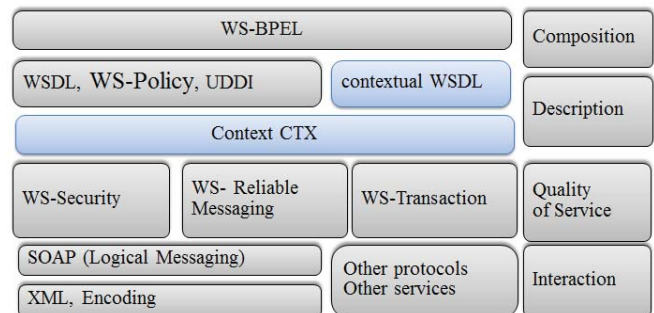 WS-BPEL
Composition
WSDL, WS-Policy, UDDI
contextual WSDL
Description
Context CTX
WS-Security
WS- Reliable
Messaging
WS-Transaction
Quality
of Service
SOAP (Logical Messaging)
XML, Encoding
Other protocols
Other services
Interaction